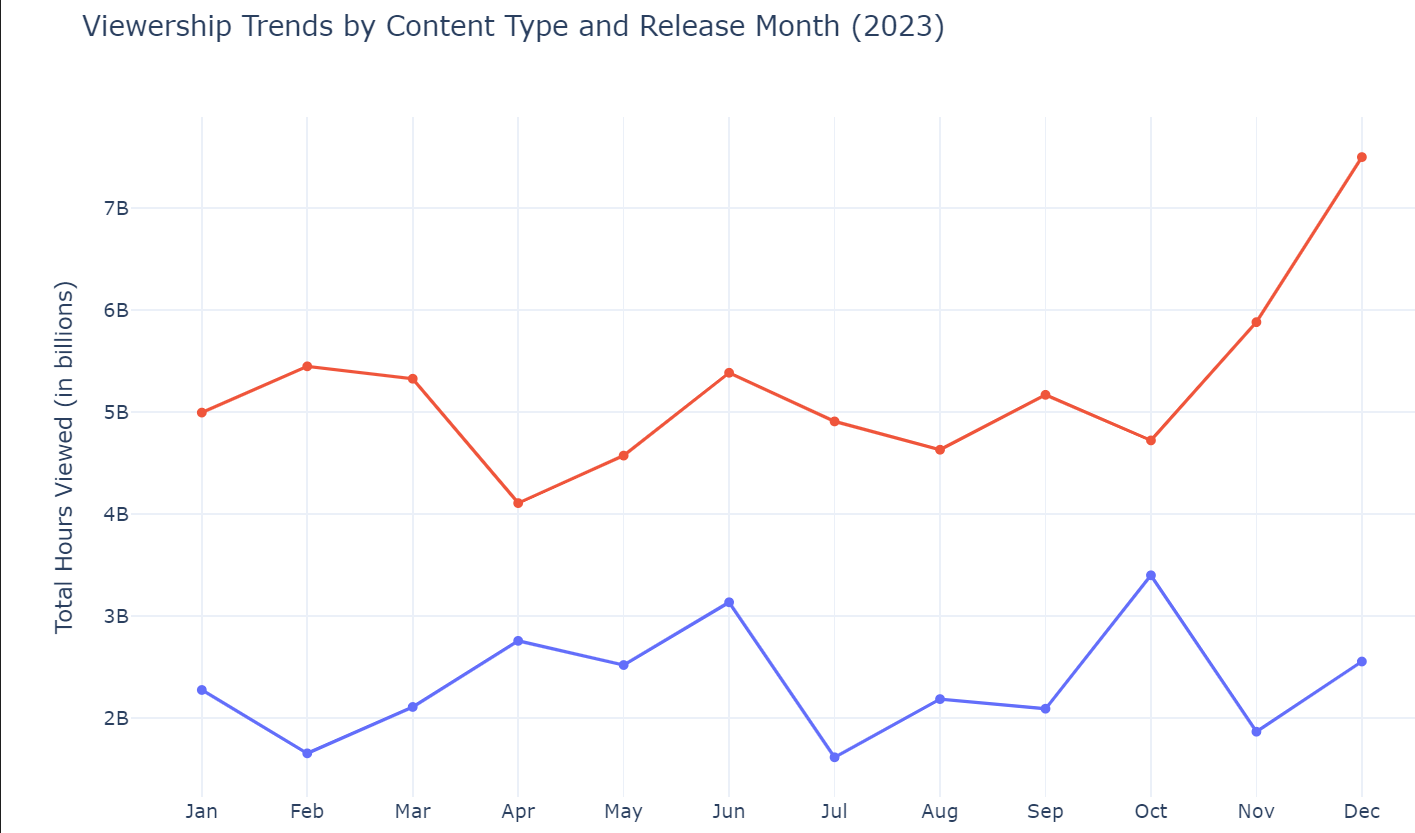 Viewership Trends by Content Type and Release Month (2023)
Total Hours Viewed (in billions)
7B
6B
5B
4B
3B
2B
Jan Feb Mar Apr May Jun Jul Aug Sep Oct Nov Dec